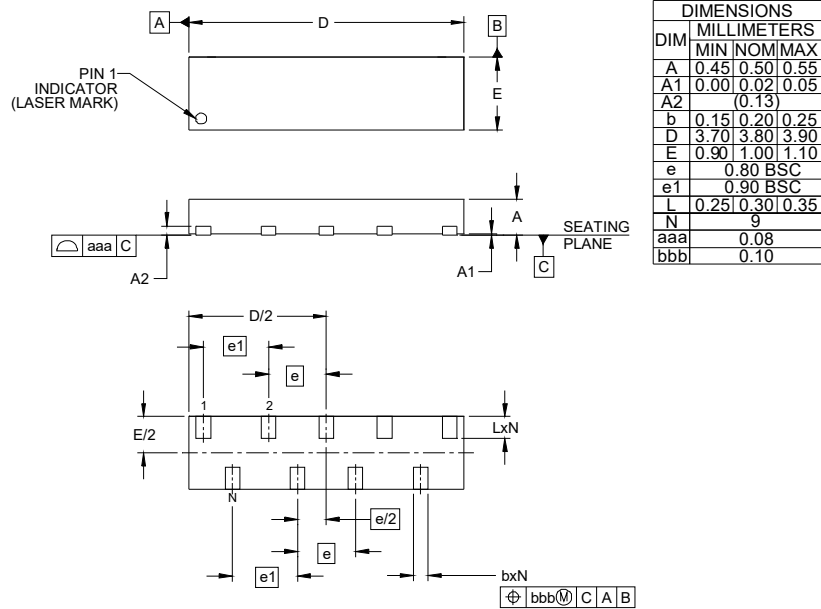 A
D
B
PIN 1
INDICATOR
(LASER MARK)
E
A
SEATING
PLANE
aaa C
A2
A1
C
D/2
e1
e
1
2
E/2
LxN
N
e/2
e
e1
bxN
bbb Ⓜ C A B
DIMENSIONS
DIM MILLIMETERS
MIN NOM MAX
A 0.45 0.50 0.55
A1 0.00 0.02 0.05
A2 (0.13)
b 0.15 0.20 0.25
D 3.70 3.80 3.90
E 0.90 1.00 1.10
e 0.80 BSC
e1 0.90 BSC
L 0.25 0.30 0.35
N 9
aaa 0.08
bbb 0.10